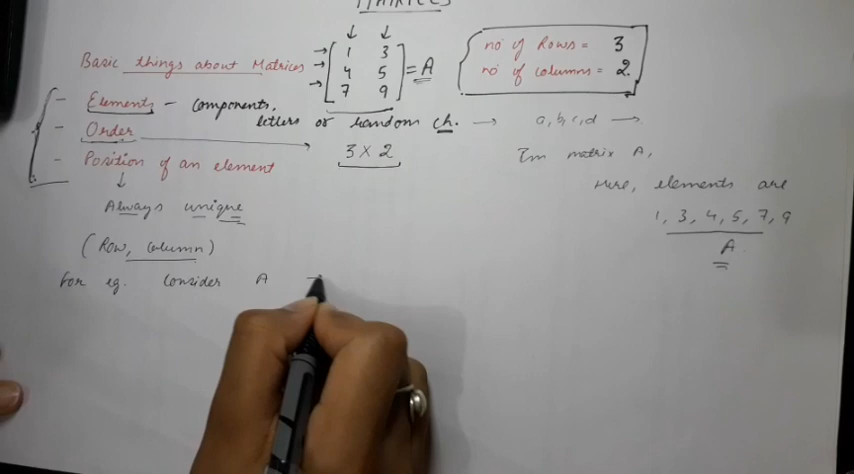 MATRICES
Basic things about Matrices
1 3
4 5 = A
7 9
no of Rows = 3
no of columns = 2
- Elements - components,
letters or random ch. → a, b, c, d →
- Order → 3 × 2
- Position of an element
In matrix A,
Here, elements are
1, 3, 4, 5, 7, 9
A
Always unique
(Row, column)
For eg. Consider A